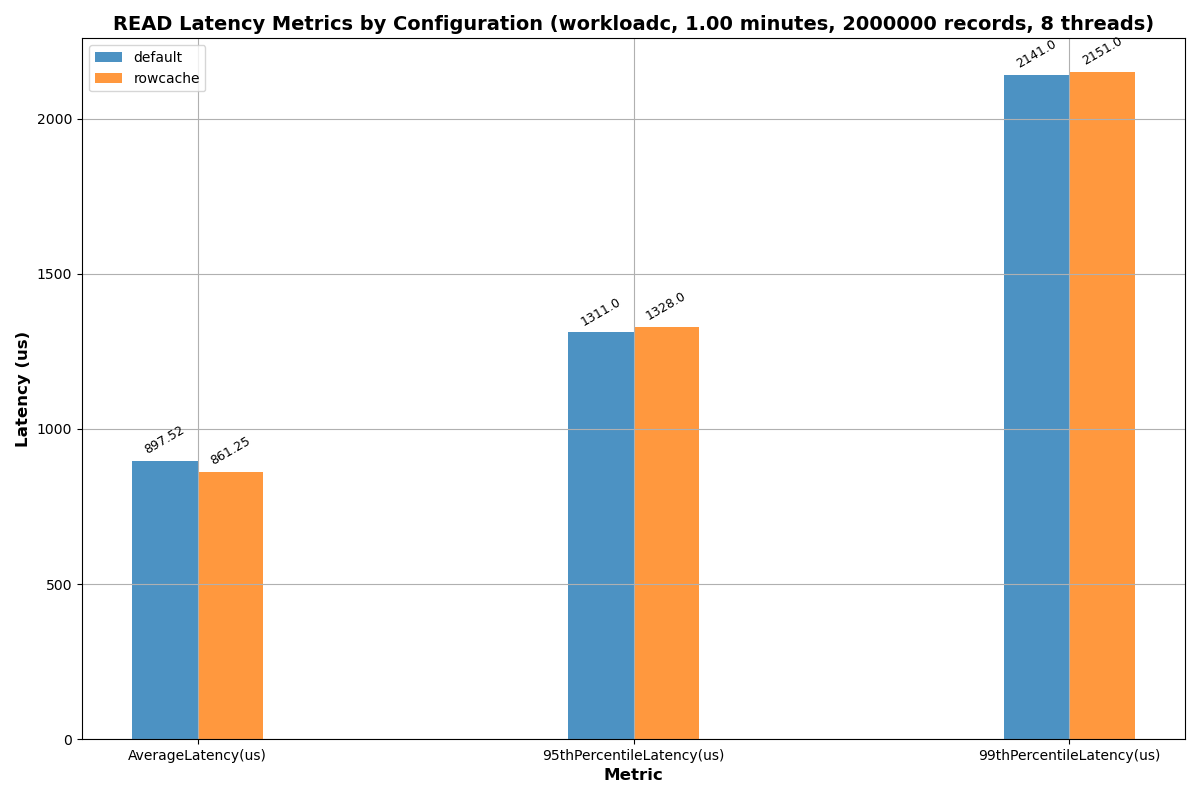 READ Latency Metrics by Configuration (workloadc, 1.00 minutes, 2000000 records, 8 threads)
default
rowcache
2141.0
2151.0
2000
1500
1311.0
1328.0
1000
897.52
861.25
500
0
Latency (us)
AverageLatency(us)
95thPercentileLatency(us)
99thPercentileLatency(us)
Metric